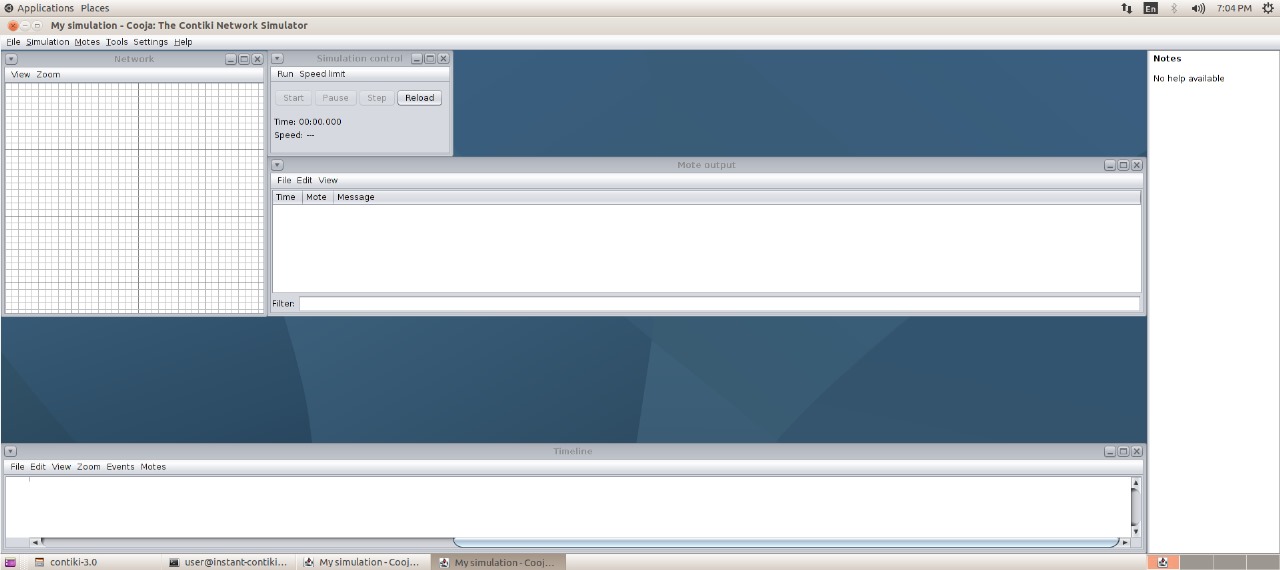 Applications Places En 7:04 PM
My simulation - Cooja: The Contiki Network Simulator
File Simulation Motes Tools Settings Help
Network
View Zoom
Simulation control
Run Speed limit
Start Pause Step Reload
Time: 00:00.000
Speed: ---
Mote output
File Edit View
Time Mote Message
Filter:
Notes
No help available
Timeline
File Edit View Zoom Events Motes
contiki-3.0 user@instant-contiki... My simulation - Cooj... My simulation - Cooj...